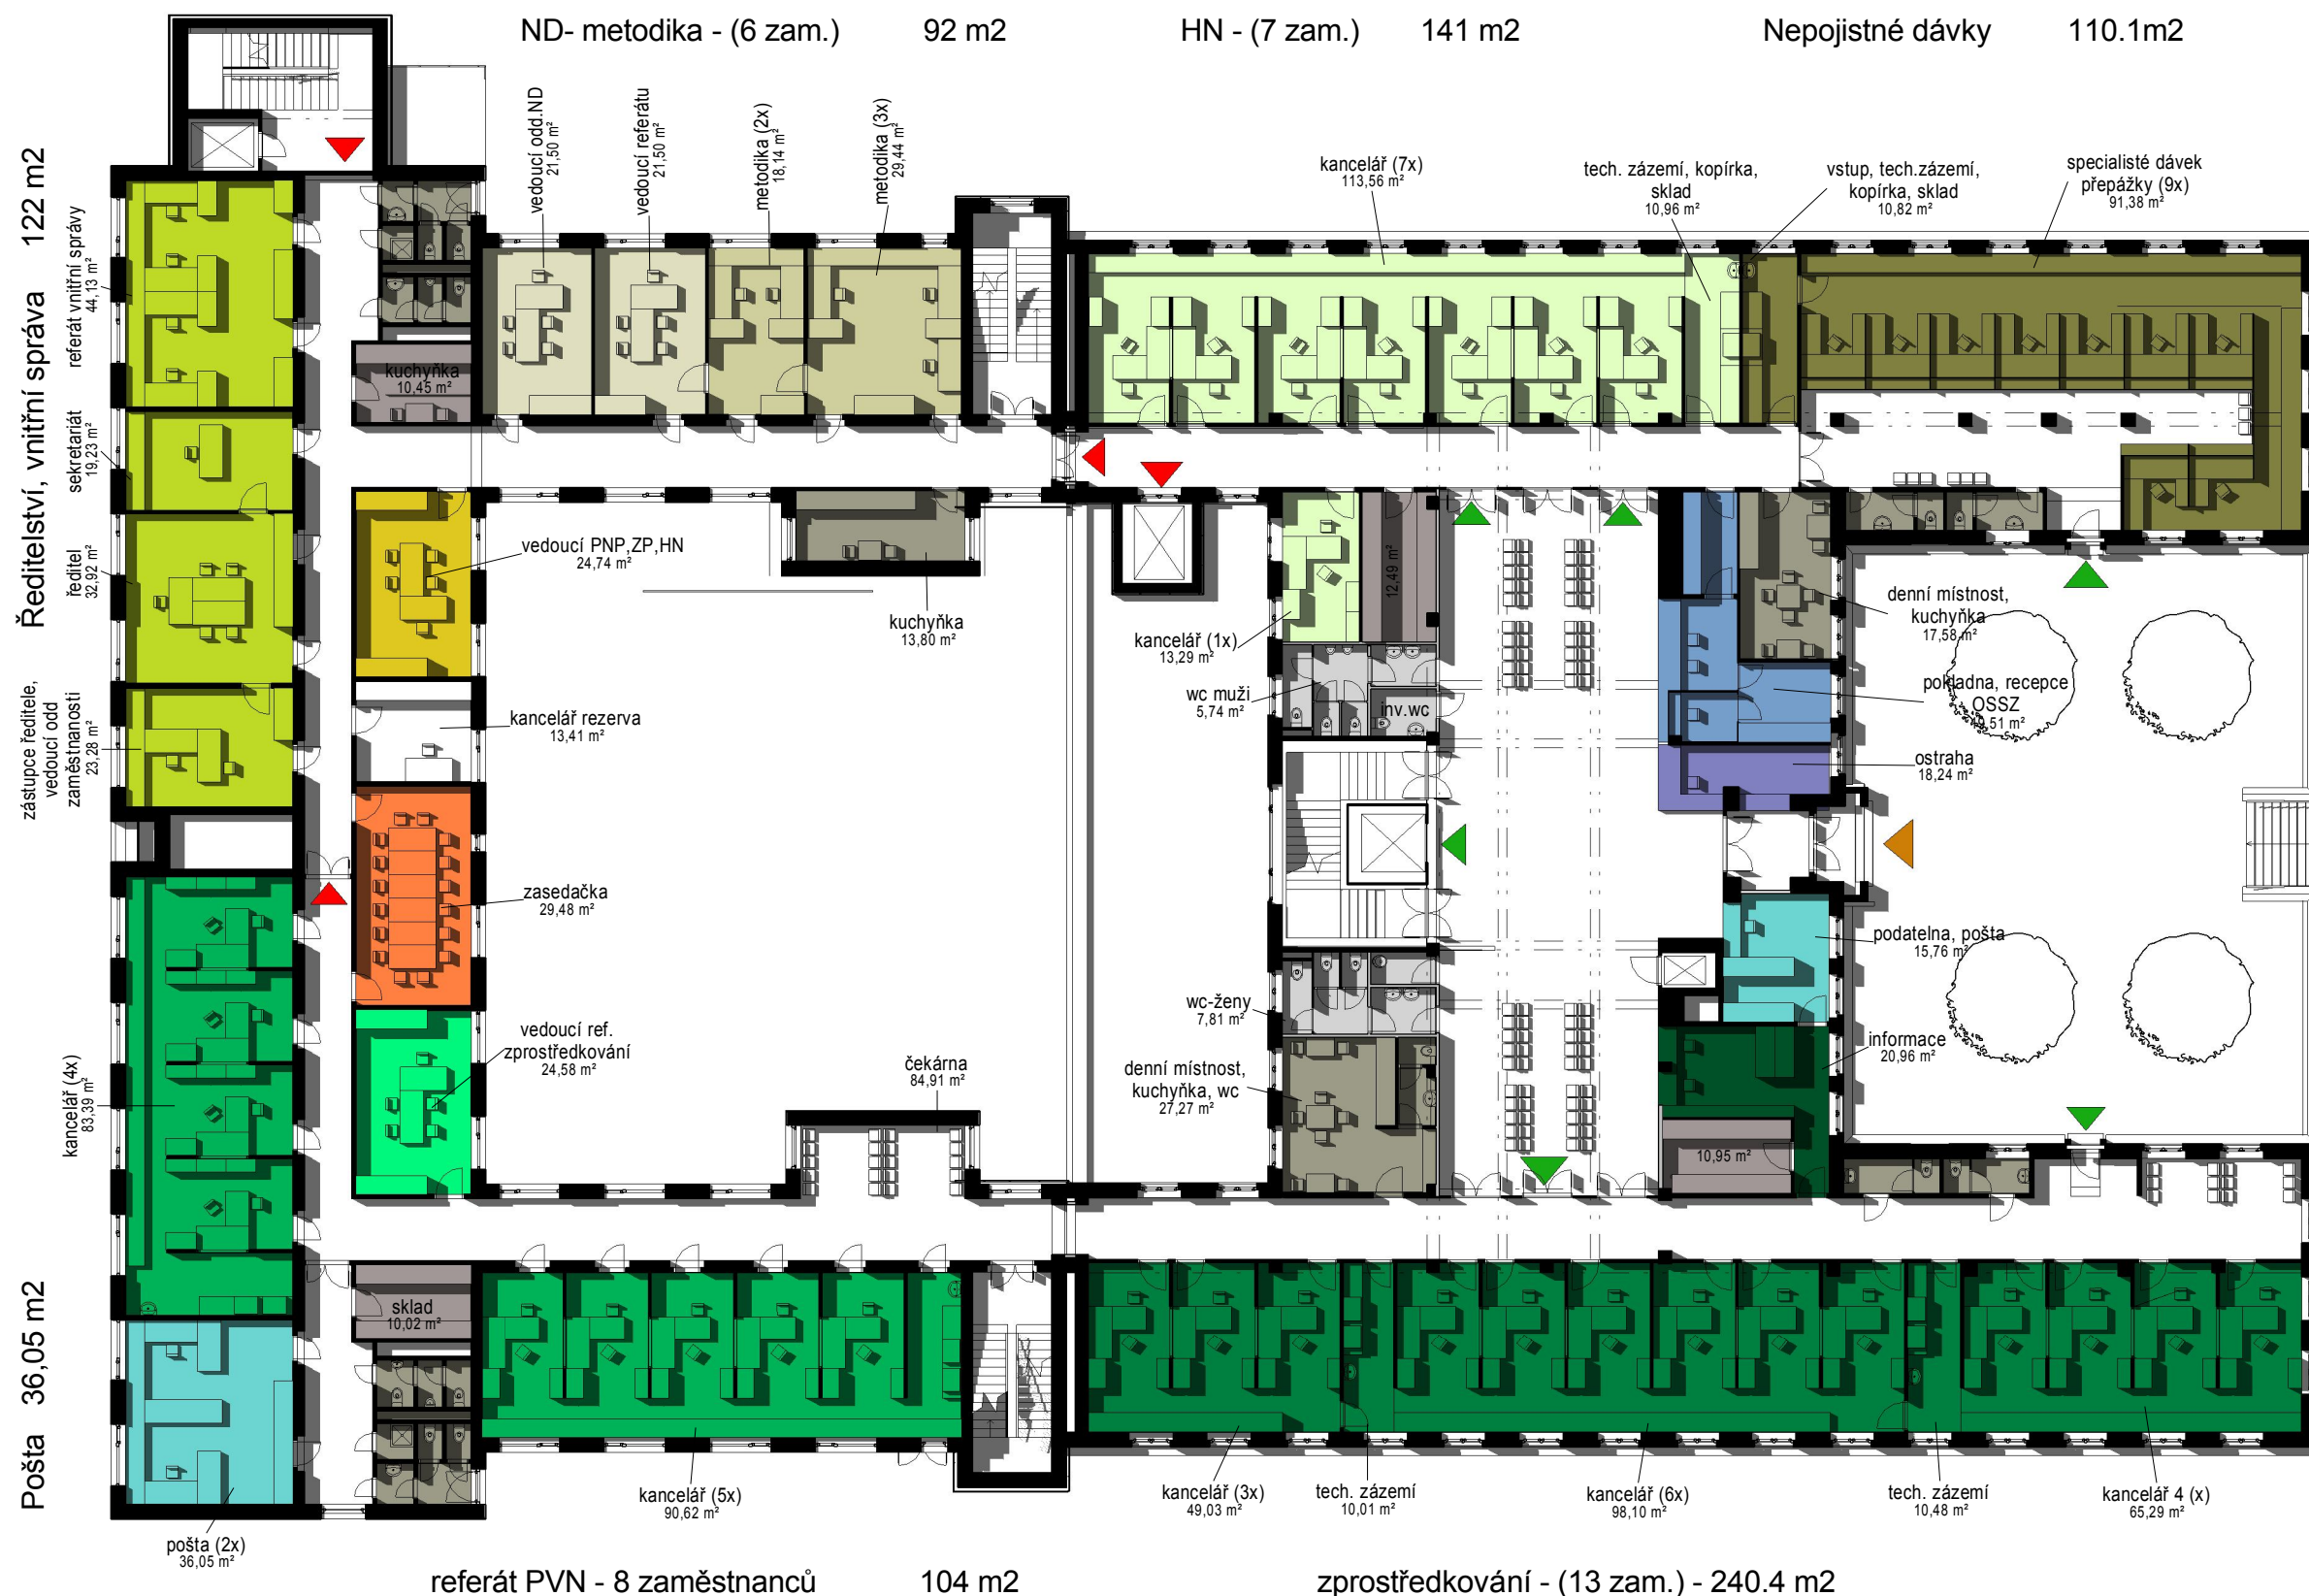 ND- metodika - (6 zam.) 92 m2 HN - (7 zam.) 141 m2 Nepojistné dávky 110.1m2
Ředitelství, vnitřní správa 122 m2
Pošta 36,05 m2
referát vnitřní správy
44,13 m²
sekretariát
19,23 m²
ředitel
32,92 m²
zástupce ředitele,
vedoucí odd
zaměstnanosti
23,28 m²
kancelář (4x)
83,39 m²
vedoucí odd.ND
21,50 m²
vedoucí referátu
21,50 m²
metodika (2x)
18,14 m²
metodika (3x)
29,44 m²
kancelář (7x)
113,56 m²
tech. zázemí, kopírka,
sklad
10,96 m²
vstup, tech.zázemí,
kopírka, sklad
10,82 m²
specialisté dávek
přepážky (9x)
91,38 m²
kuchyňka
10,45 m²
vedoucí PNP,ZP,HN
24,74 m²
kuchyňka
13,80 m²
kancelář rezerva
13,41 m²
zasedačka
29,48 m²
vedoucí ref.
zprostředkování
24,58 m²
čekárna
84,91 m²
12,49 m²
kancelář (1x)
13,29 m²
wc muži
5,74 m²
inv.wc
wc-ženy
7,81 m²
denní místnost,
kuchyňka, wc
27,27 m²
denní místnost,
kuchyňka
17,58 m²
pokladna, recepce
OSSZ
ostraha
18,24 m²
podatelna, pošta
15,76 m²
informace
20,96 m²
10,95 m²
sklad
10,02 m²
pošta (2x)
36,05 m²
kancelář (5x)
90,62 m²
kancelář (3x)
49,03 m²
tech. zázemí
10,01 m²
kancelář (6x)
98,10 m²
tech. zázemí
10,48 m²
kancelář 4 (x)
65,29 m²
referát PVN - 8 zaměstnanců 104 m2 zprostředkování - (13 zam.) - 240.4 m2